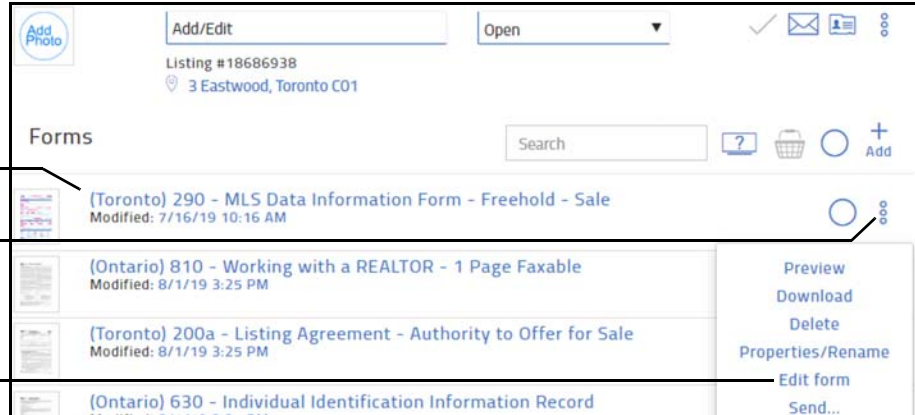 Add
Photo
Add/Edit
Open
Listing #18686938
3 Eastwood, Toronto C01
Forms
Search
?
Add
(Toronto) 290 - MLS Data Information Form - Freehold - Sale
Modified: 7/16/19 10:16 AM
(Ontario) 810 - Working with a REALTOR - 1 Page Faxable
Modified: 8/1/19 3:25 PM
(Toronto) 200a - Listing Agreement - Authority to Offer for Sale
Modified: 8/1/19 3:25 PM
(Ontario) 630 - Individual Identification Information Record
Preview
Download
Delete
Properties/Rename
Edit form
Send...